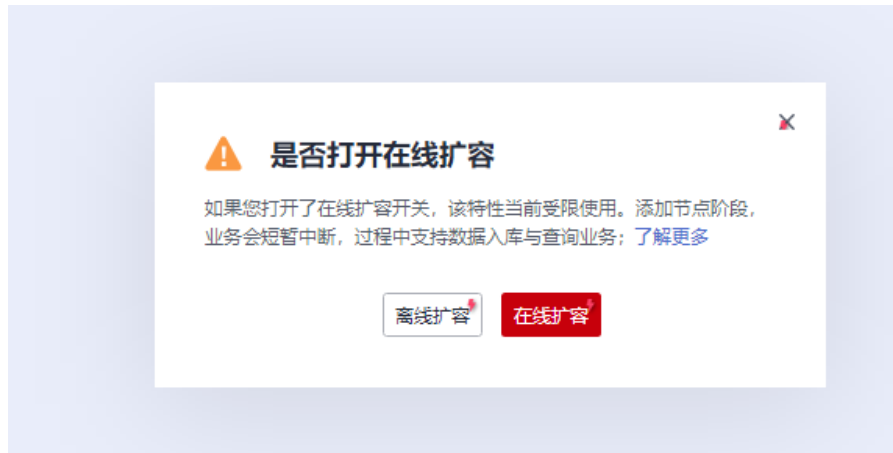 是否打开在线扩容
如果您打开了在线扩容开关，该特性当前受限使用。添加节点阶段，
业务会短暂中断，过程中支持数据入库与查询业务；了解更多
离线扩容
在线扩容